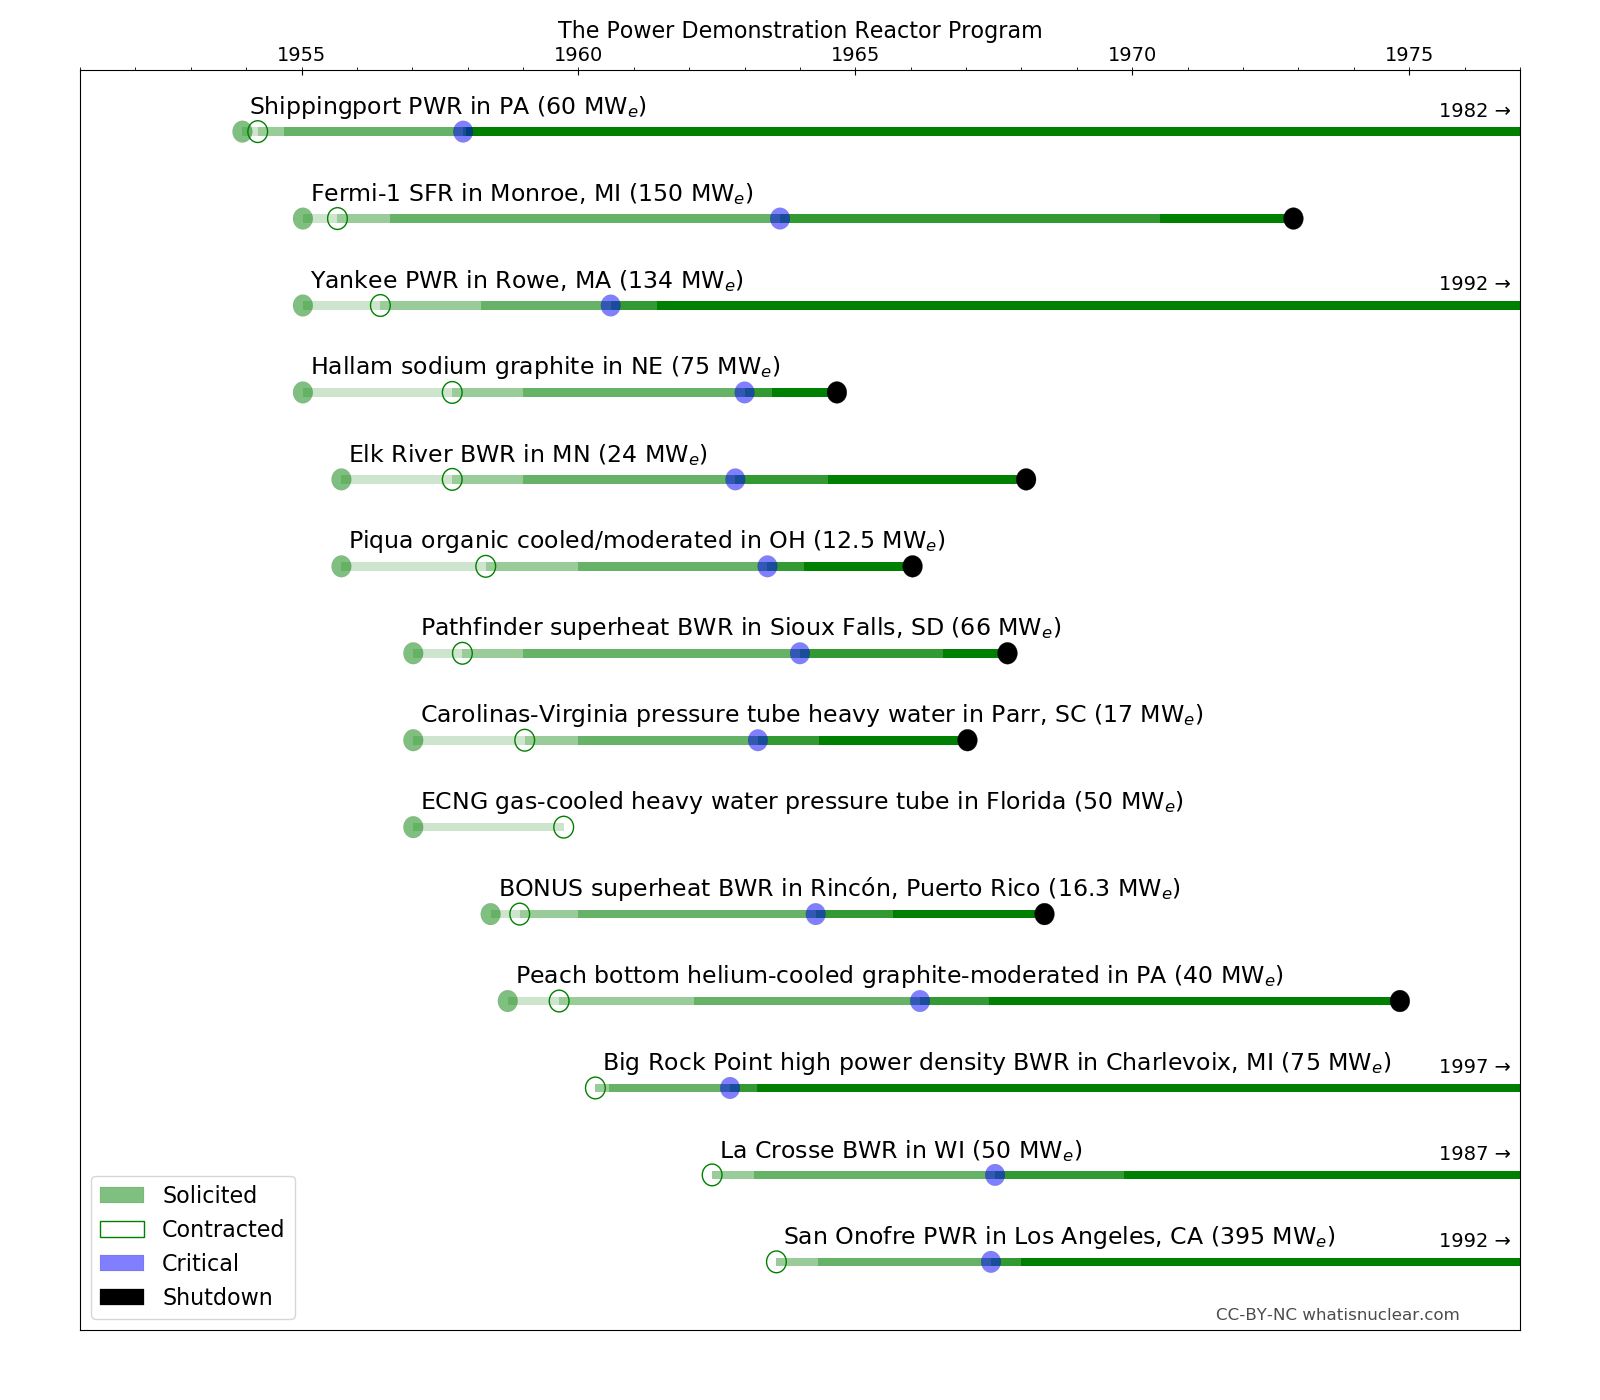 The Power Demonstration Reactor Program
1955 1960 1965 1970 1975
Shippingport PWR in PA (60 MWe)
1982 →
Fermi-1 SFR in Monroe, MI (150 MWe)
Yankee PWR in Rowe, MA (134 MWe)
1992 →
Hallam sodium graphite in NE (75 MWe)
Elk River BWR in MN (24 MWe)
Piqua organic cooled/moderated in OH (12.5 MWe)
Pathfinder superheat BWR in Sioux Falls, SD (66 MWe)
Carolinas-Virginia pressure tube heavy water in Parr, SC (17 MWe)
ECNG gas-cooled heavy water pressure tube in Florida (50 MWe)
BONUS superheat BWR in Rincón, Puerto Rico (16.3 MWe)
Peach bottom helium-cooled graphite-moderated in PA (40 MWe)
Big Rock Point high power density BWR in Charlevoix, MI (75 MWe)
1997 →
La Crosse BWR in WI (50 MWe)
1987 →
San Onofre PWR in Los Angeles, CA (395 MWe)
1992 →
Solicited
Contracted
Critical
Shutdown
CC-BY-NC whatisnuclear.com